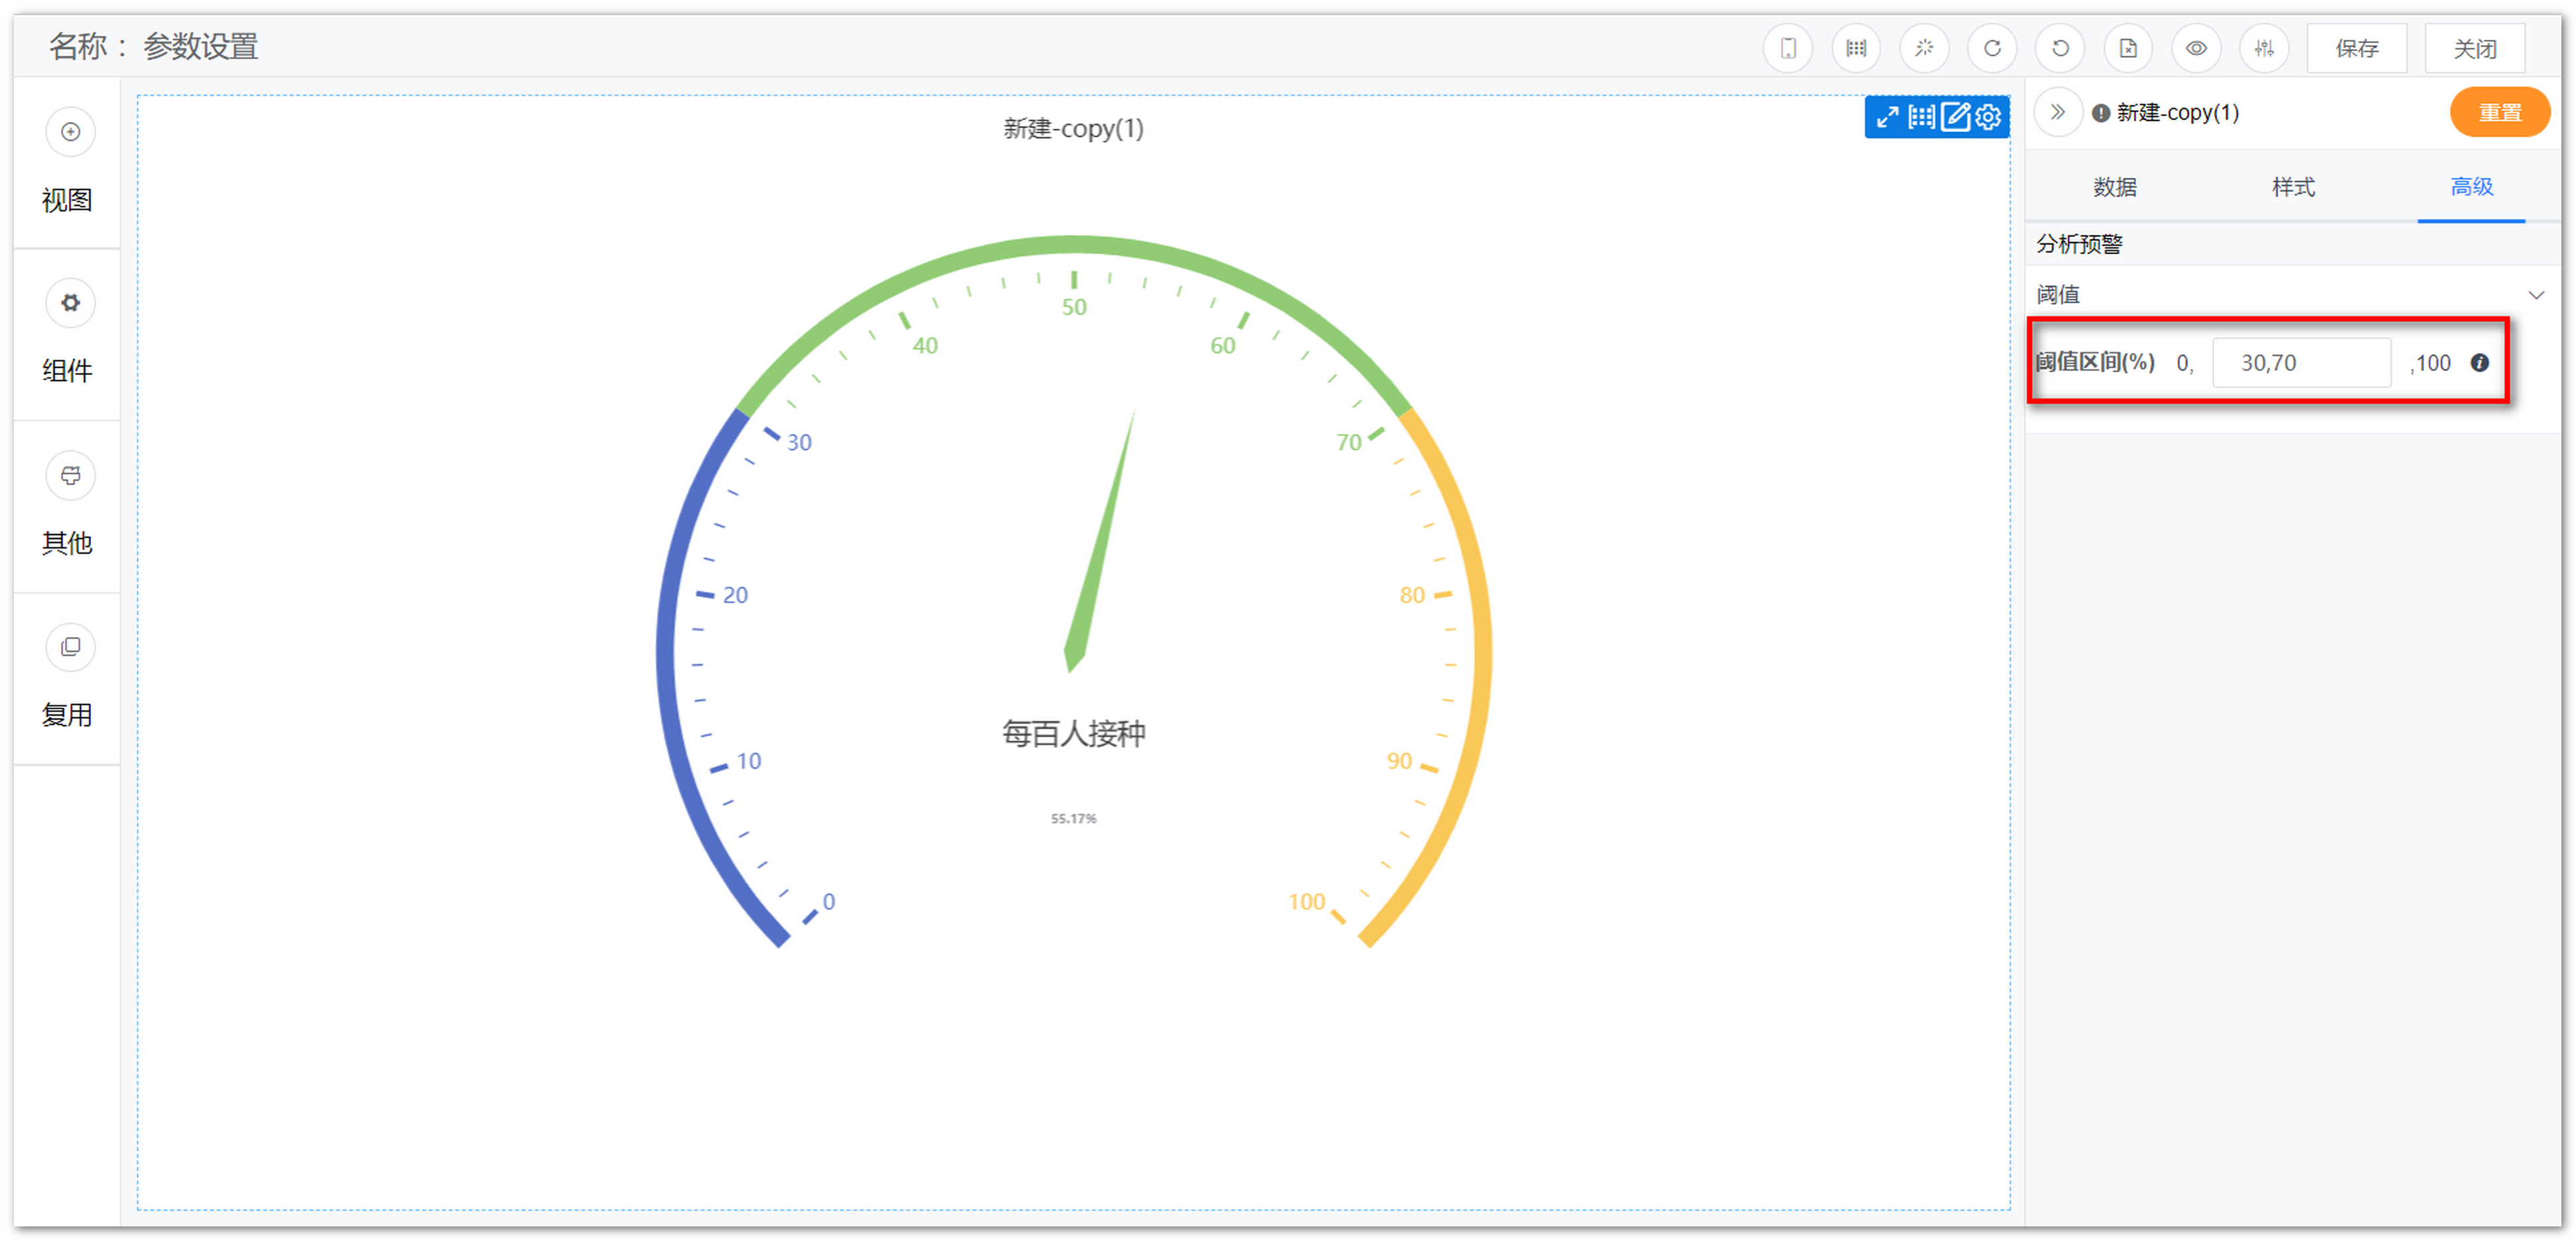 名称： 参数设置
保存
关闭
视图
组件
其他
复用
新建-copy(1)
50
40
60
30
70
20
80
10
90
0
100
每百人接种
55.17%
新建-copy(1)
重置
数据
样式
高级
分析预警
阈值
阈值区间(%) 0, 30,70 ,100